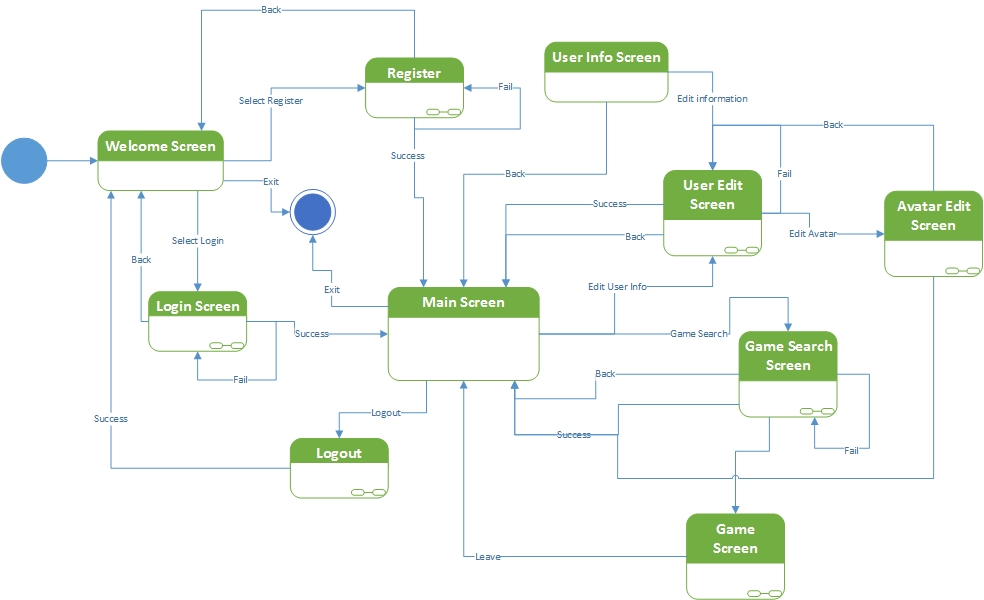 Back
User Info Screen
Register
Fail
Select Register
Edit information
Back
Welcome Screen
Success
Back
Fail
Exit
User Edit
Screen
Success
Avatar Edit
Screen
Select Login
Back
Edit Avatar
Back
Exit
Edit User Info
Login Screen
Main Screen
Success
Game Search
Game Search
Screen
Fail
Back
Logout
Success
Success
Fail
Logout
Game
Screen
Leave